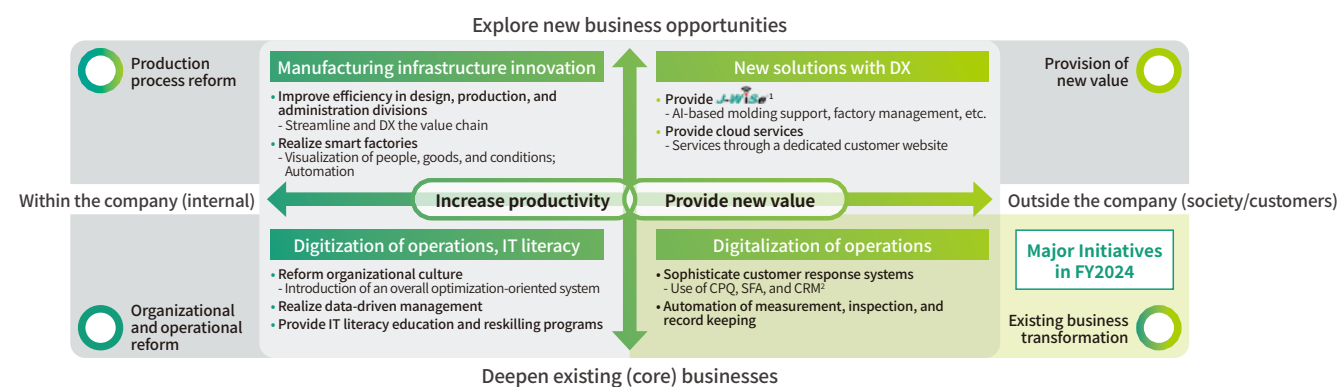 Explore new business opportunities
Production
process reform
Manufacturing infrastructure innovation
• Improve efficiency in design, production, and
administration divisions
- Streamline and DX the value chain
• Realize smart factories
- Visualization of people, goods, and conditions;
Automation
New solutions with DX
• Provide J-WiSe¹
- AI-based molding support, factory management, etc.
• Provide cloud services
- Services through a dedicated customer website
Provision of
new value
Within the company (internal)
Increase productivity
Provide new value
Outside the company (society/customers)
Organizational
and operational
reform
Digitization of operations, IT literacy
• Reform organizational culture
- Introduction of an overall optimization-oriented system
• Realize data-driven management
• Provide IT literacy education and reskilling programs
Digitalization of operations
• Sophisticate customer response systems
- Use of CPQ, SFA, and CRM²
• Automation of measurement, inspection, and
record keeping
Major Initiatives
in FY2024
Existing business
transformation
Deepen existing (core) businesses